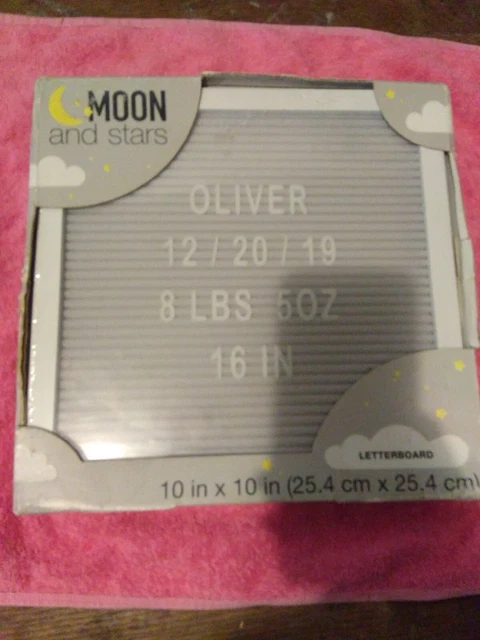 MOON
and stars
OLIVER
12 / 20 / 19
8 LBS 5OZ
16 IN
LETTERBOARD
10 in x 10 in (25.4 cm x 25.4 cm)